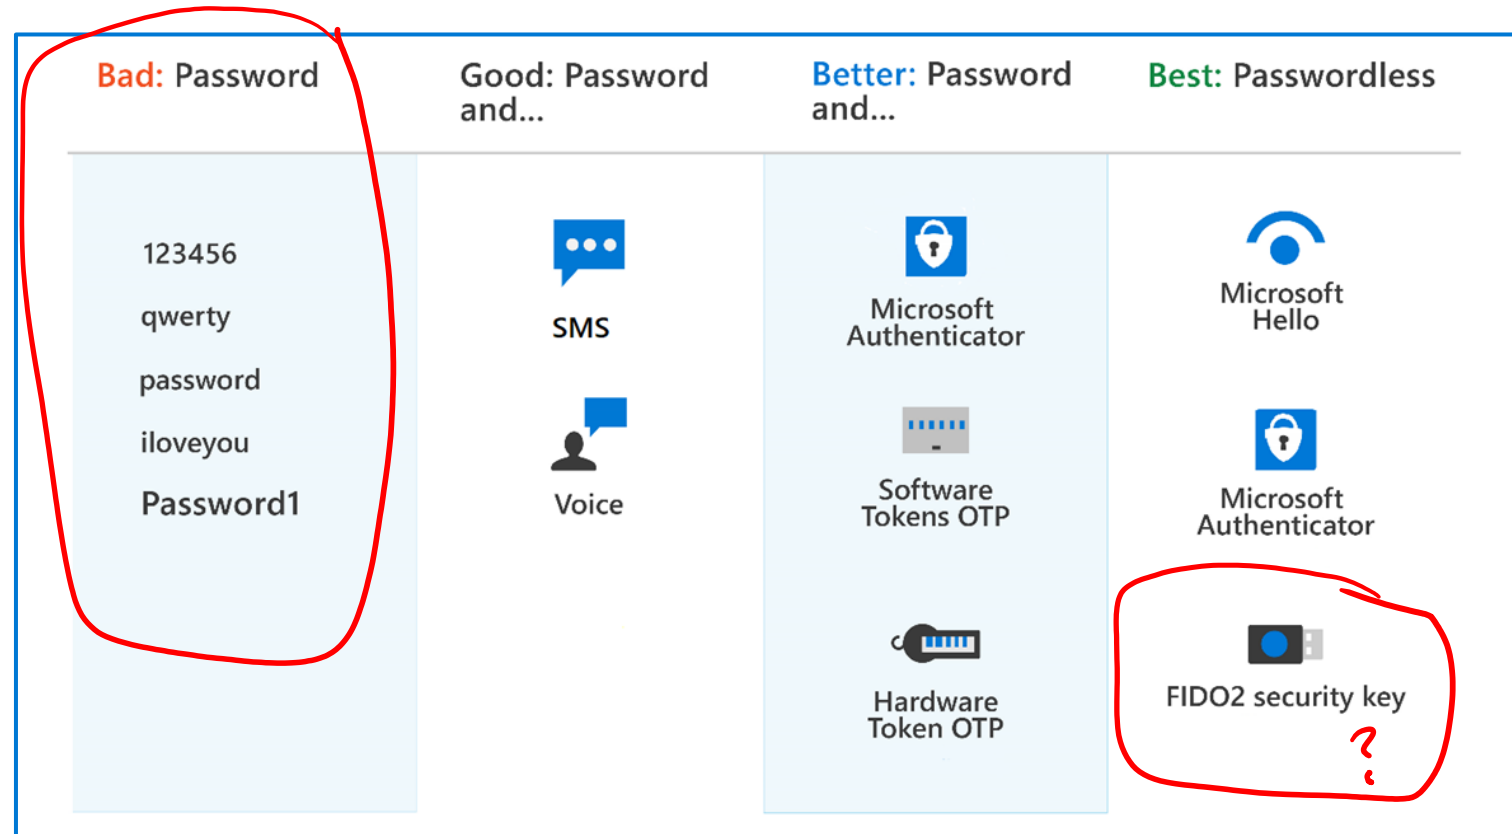 Bad: Password
123456
qwerty
password
iloveyou
Password1
Good: Password
and...
SMS
Voice
Better: Password
and...
Microsoft
Authenticator
Software
Tokens OTP
Hardware
Token OTP
Best: Passwordless
Microsoft
Hello
Microsoft
Authenticator
FIDO2 security key
?